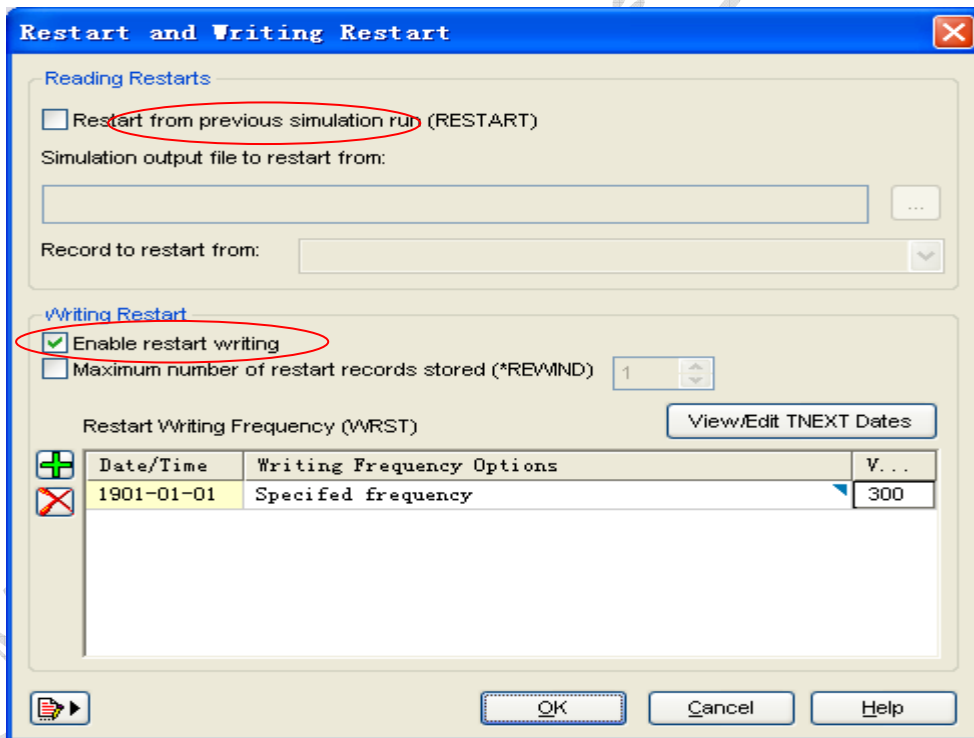 Restart and Writing Restart
Reading Restarts
Restart from previous simulation run (RESTART)
Simulation output file to restart from:
...
Record to restart from:
Writing Restart
Enable restart writing
Maximum number of restart records stored (*REWIND) 1
Restart Writing Frequency (WRST) View/Edit TNEXT Dates
Date/Time Writing Frequency Options V...
1901-01-01 Specifed frequency 300
OK Cancel Help